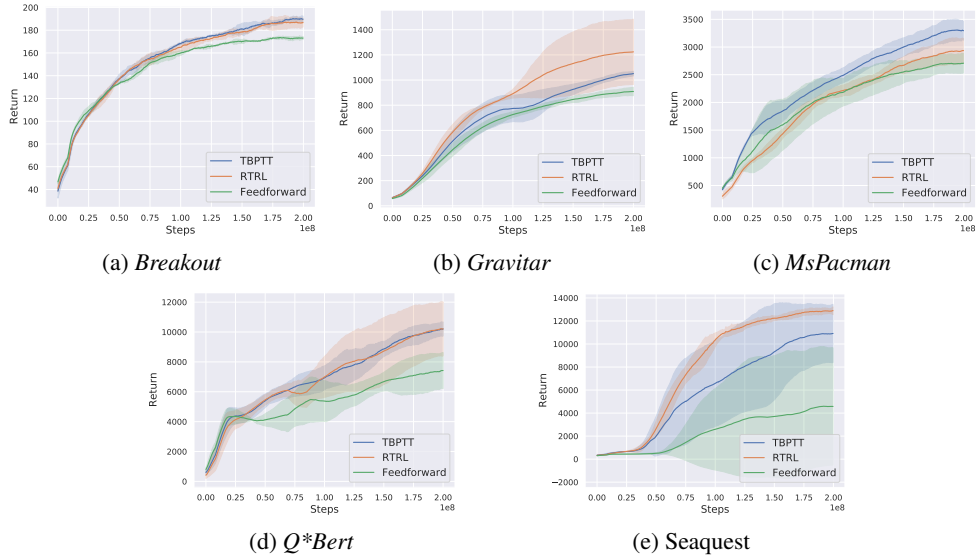 200
180
160
140
120
100
80
60
40
Return
0.00 0.25 0.50 0.75 1.00 1.25 1.50 1.75 2.00
Steps
1e8
TBPTT
RTRL
Feedforward
(a) Breakout
1400
1200
1000
800
600
400
200
0
Return
0.00 0.25 0.50 0.75 1.00 1.25 1.50 1.75 2.00
Steps
1e8
TBPTT
RTRL
Feedforward
(b) Gravitar
3500
3000
2500
2000
1500
1000
500
Return
0.00 0.25 0.50 0.75 1.00 1.25 1.50 1.75 2.00
Steps
1e8
TBPTT
RTRL
Feedforward
(c) MsPacman
12000
10000
8000
6000
4000
2000
0
Return
0.00 0.25 0.50 0.75 1.00 1.25 1.50 1.75 2.00
Steps
1e8
TBPTT
RTRL
Feedforward
(d) Q*Bert
14000
12000
10000
8000
6000
4000
2000
0
−2000
Return
0.00 0.25 0.50 0.75 1.00 1.25 1.50 1.75 2.00
Steps
1e8
TBPTT
RTRL
Feedforward
(e) Seaquest